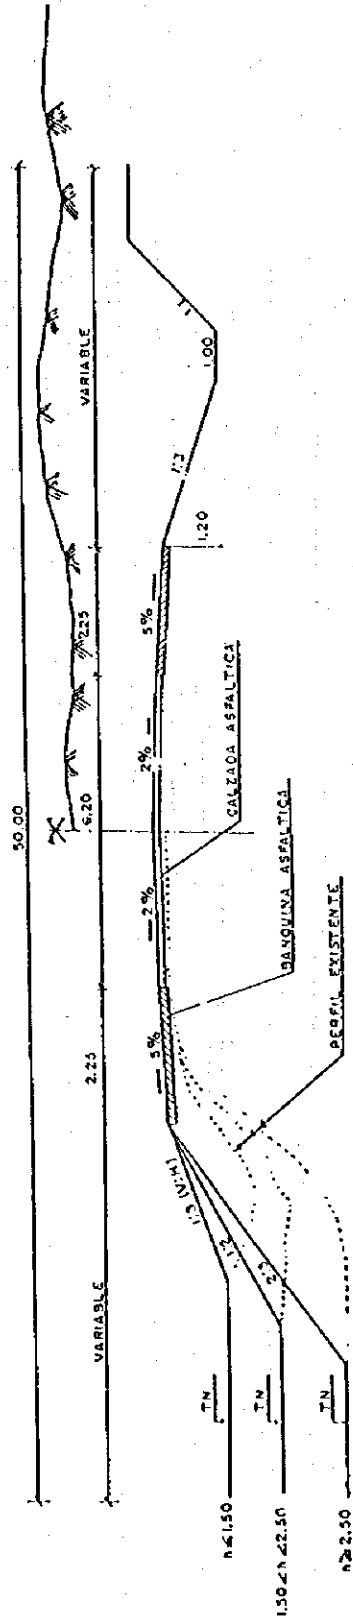 50.00
VARIABLE
2.25
6.20
2.25
VARIABLE
5%
2%
2%
5%
1:3 (V:H)
1:2
2:3
1:3
1.20
1.00
1:1
CALZADA ASFALTICA
BANQUINA ASFALTICA
PERFIL EXISTENTE
TN
TN
TN
h≤1.50
1.50<h<2.50
h≥2.50